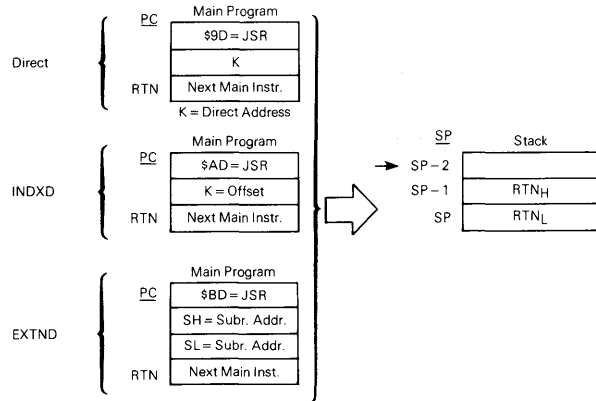 Direct
Main Program
PC
$9D = JSR
K
RTN
Next Main Instr.
K = Direct Address
INDXD
Main Program
PC
$AD = JSR
K = Offset
RTN
Next Main Instr.
EXTND
Main Program
PC
$BD = JSR
SH = Subr. Addr.
SL = Subr. Addr.
RTN
Next Main Inst.
SP
Stack
SP - 2
SP - 1
RTNH
SP
RTNL